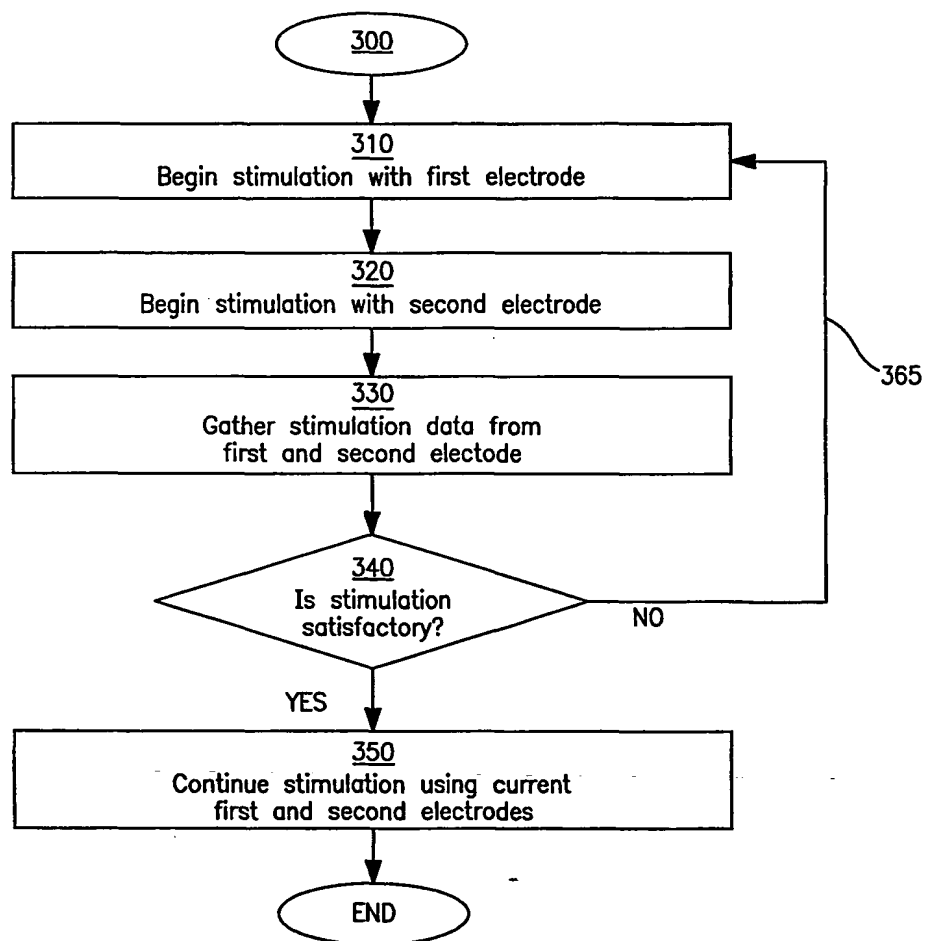 300
310
Begin stimulation with first electrode
320
Begin stimulation with second electrode
330
Gather stimulation data from
first and second electode
365
340
Is stimulation
satisfactory?
NO
YES
350
Continue stimulation using current
first and second electrodes
END